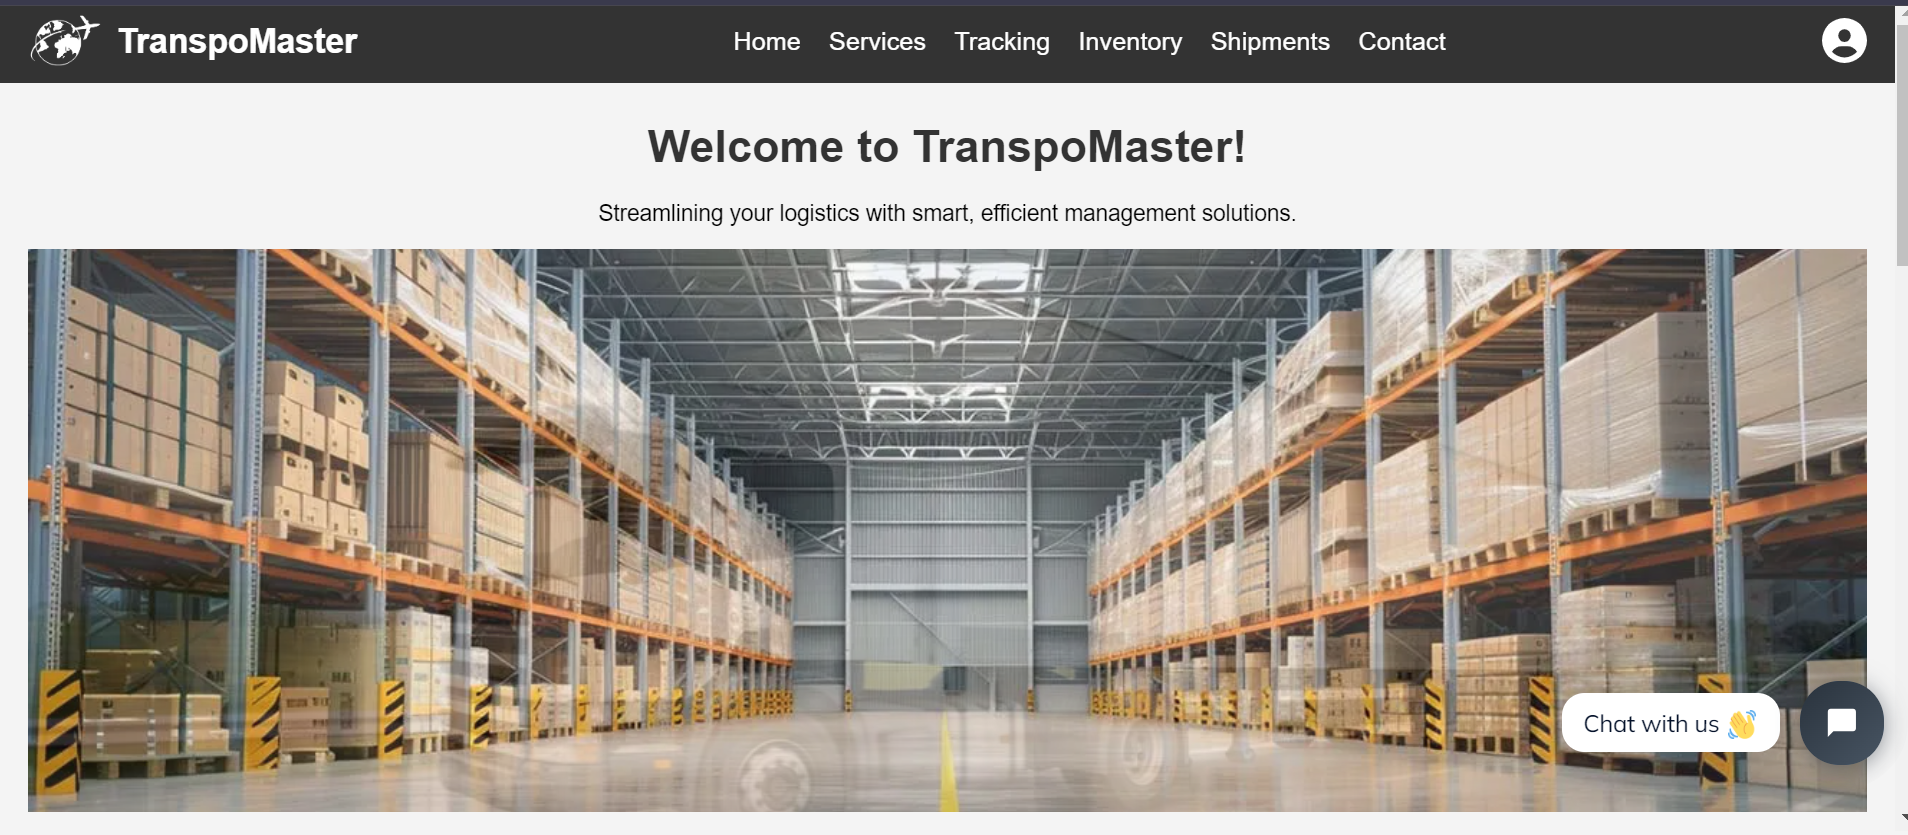 TranspoMaster
Home Services Tracking Inventory Shipments Contact
Welcome to TranspoMaster!
Streamlining your logistics with smart, efficient management solutions.
Chat with us 👋